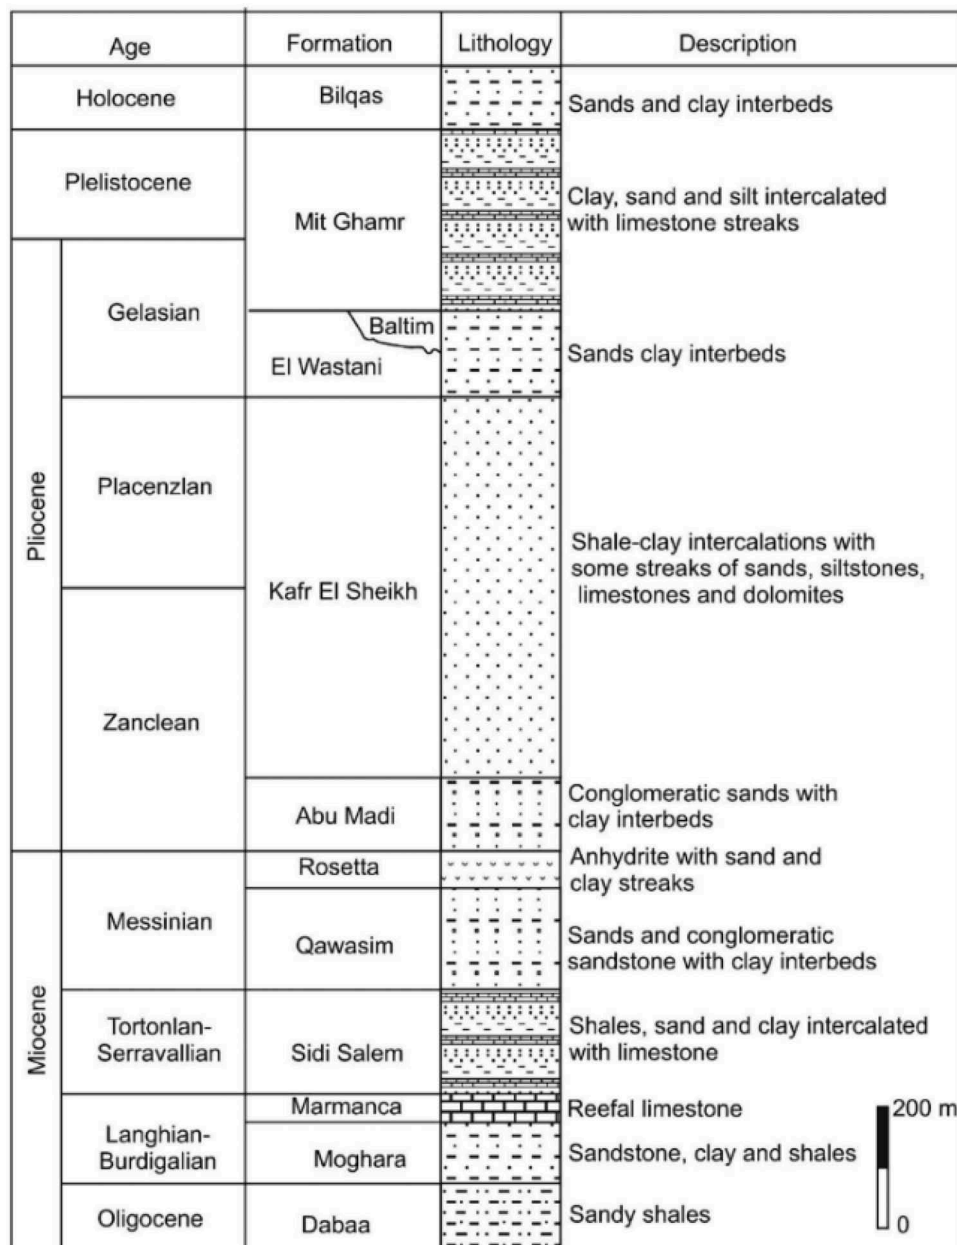 Age Formation Lithology Description
Holocene Bilqas Sands and clay interbeds
Plelistocene
Mit Ghamr
Clay, sand and silt intercalated
with limestone streaks
Pliocene
Gelasian
Baltim
El Wastani
Sands clay interbeds
Placenzlan
Kafr El Sheikh
Shale-clay intercalations with
some streaks of sands, siltstones,
limestones and dolomites
Zanclean
Abu Madi
Conglomeratic sands with
clay interbeds
Miocene
Messinian
Rosetta
Anhydrite with sand and
clay streaks
Qawasim
Sands and conglomeratic
sandstone with clay interbeds
Tortonlan-
Serravallian
Sidi Salem
Shales, sand and clay intercalated
with limestone
Langhian-
Burdigalian
Marmanca
Reefal limestone
Moghara
Sandstone, clay and shales
Oligocene
Dabaa
Sandy shales
200 m
0